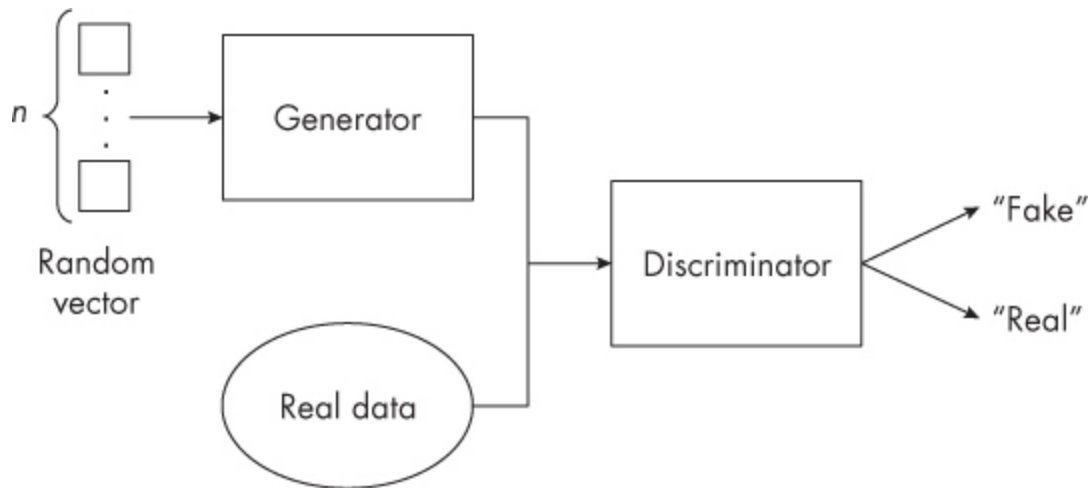 n
Generator
Random
vector
Discriminator
“Fake”
“Real”
Real data